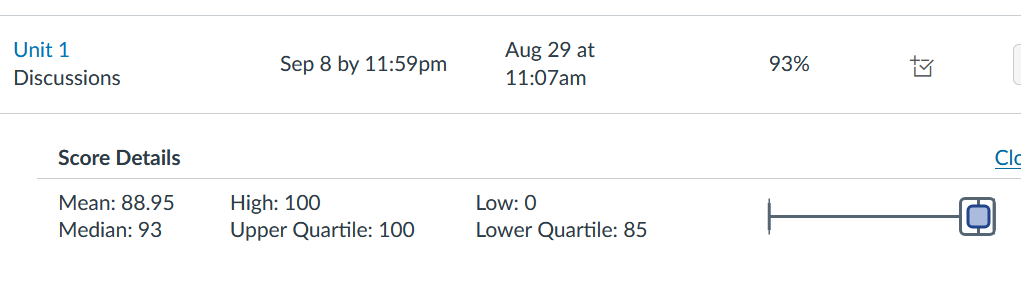 Unit 1
Discussions
Sep 8 by 11:59pm
Aug 29 at
11:07am
93%
Score Details
Mean: 88.95
Median: 93
High: 100
Upper Quartile: 100
Low: 0
Lower Quartile: 85